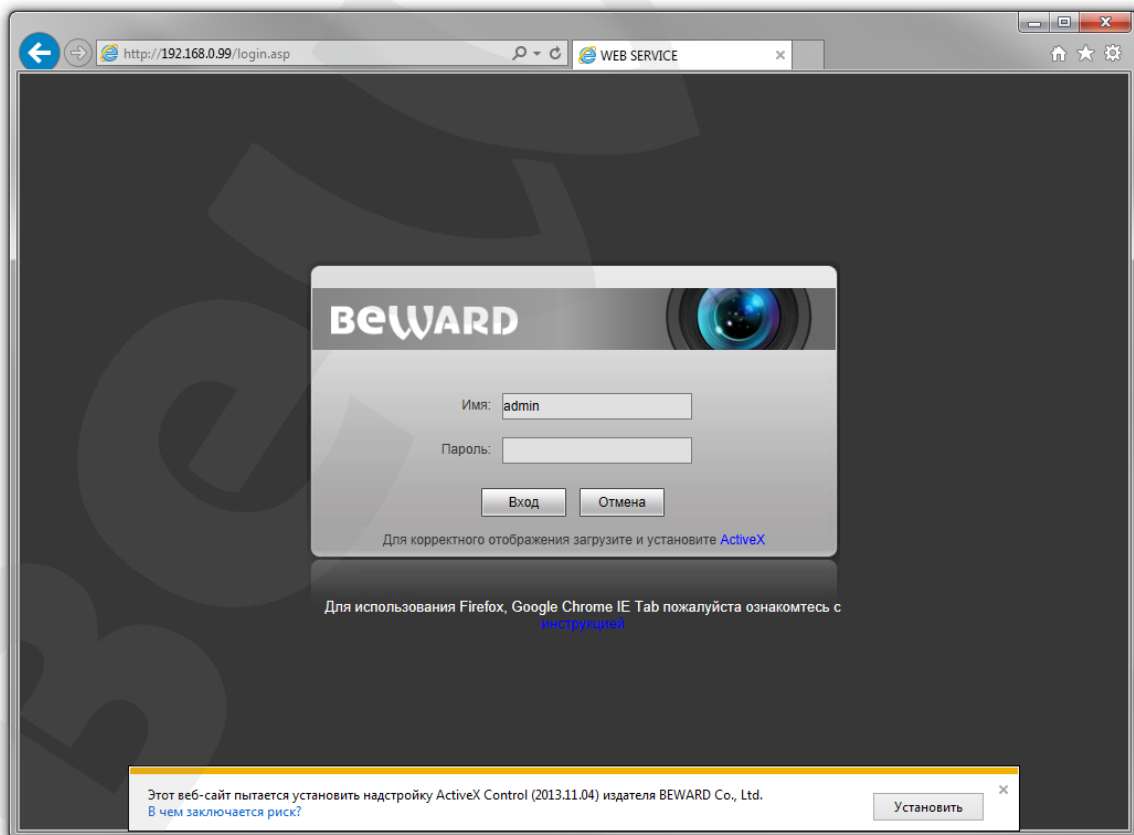 http://192.168.0.99/login.asp
WEB SERVICE
BEWARD
Имя: admin
Пароль:
Вход Отмена
Для корректного отображения загрузите и установите ActiveX
Для использования Firefox, Google Chrome IE Tab пожалуйста ознакомтесь с
инструкцией
Этот веб-сайт пытается установить надстройку ActiveX Control (2013.11.04) издателя BEWARD Co., Ltd.
В чем заключается риск?
Установить